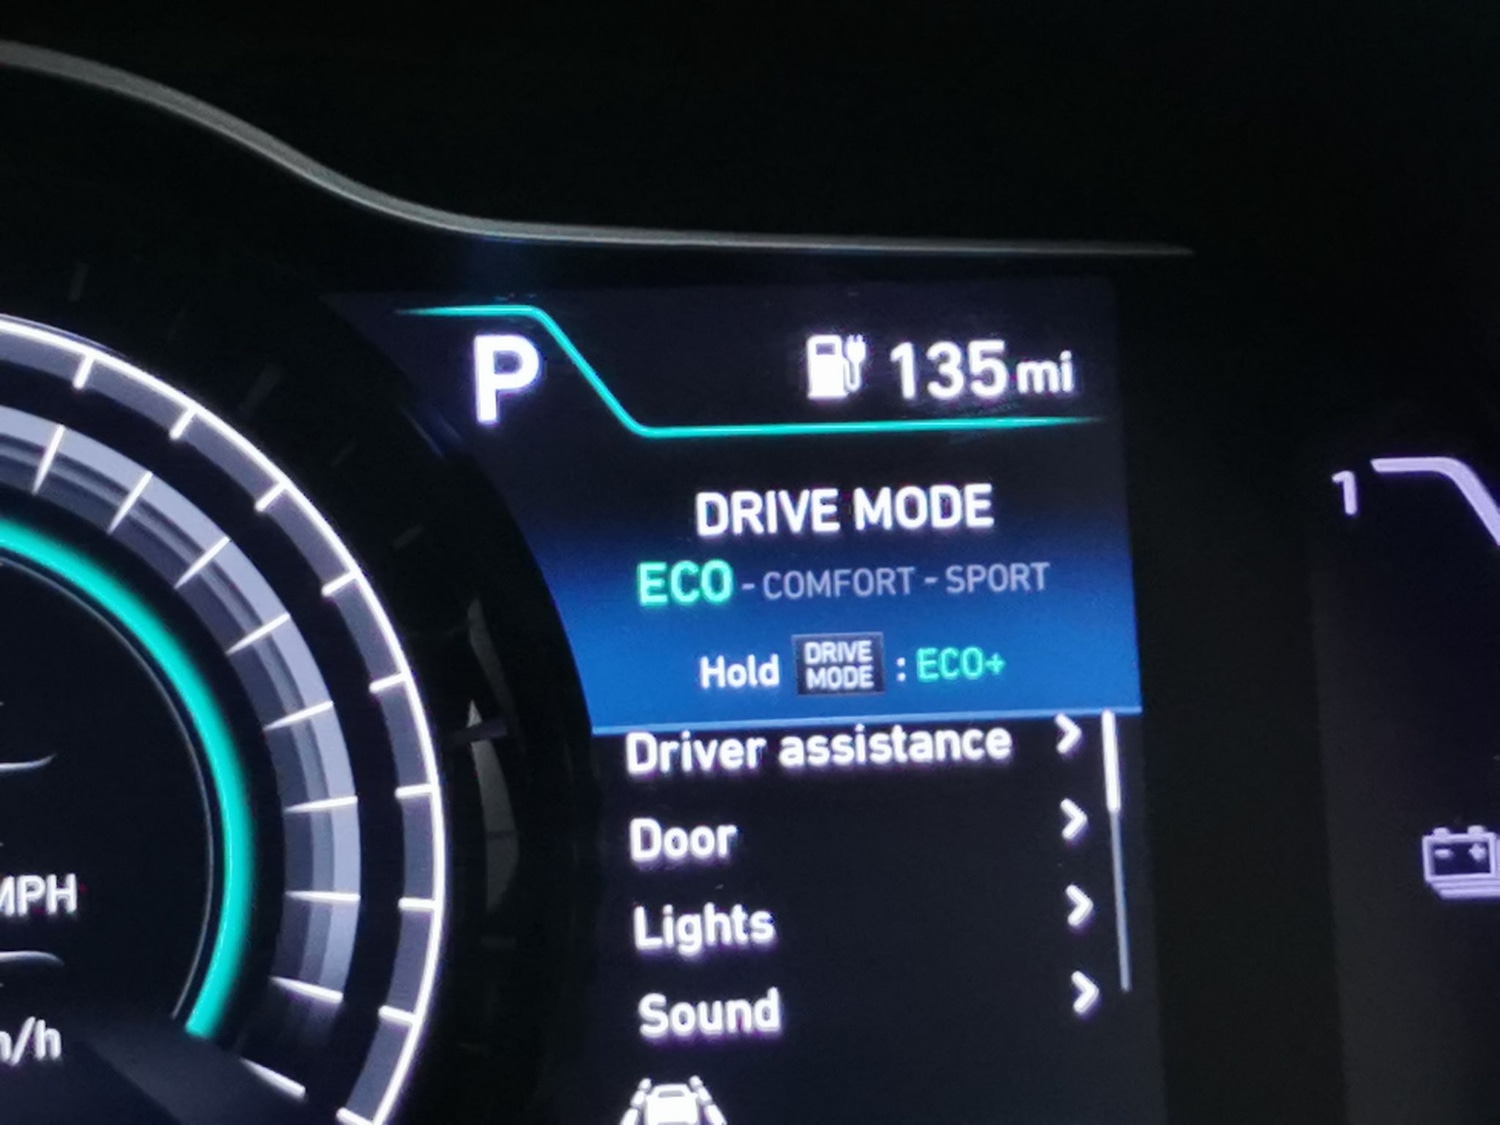 P
135mi
DRIVE MODE
ECO - COMFORT - SPORT
Hold DRIVE MODE : ECO+
Driver assistance
Door
Lights
Sound
MPH
1